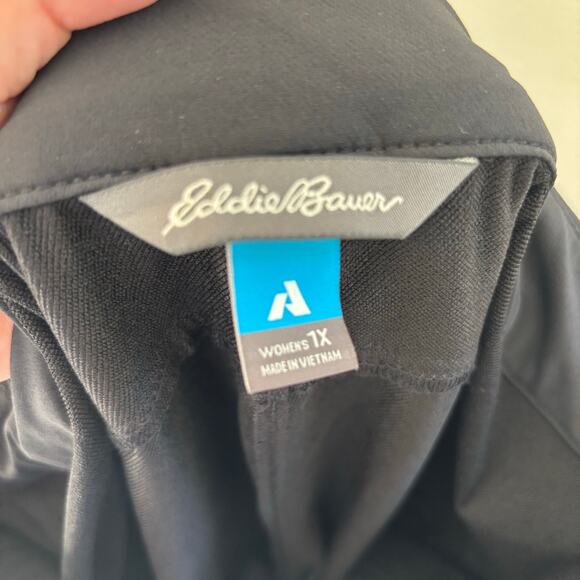 Eddie Bauer
A
WOMEN'S 1X
MADE IN VIETNAM